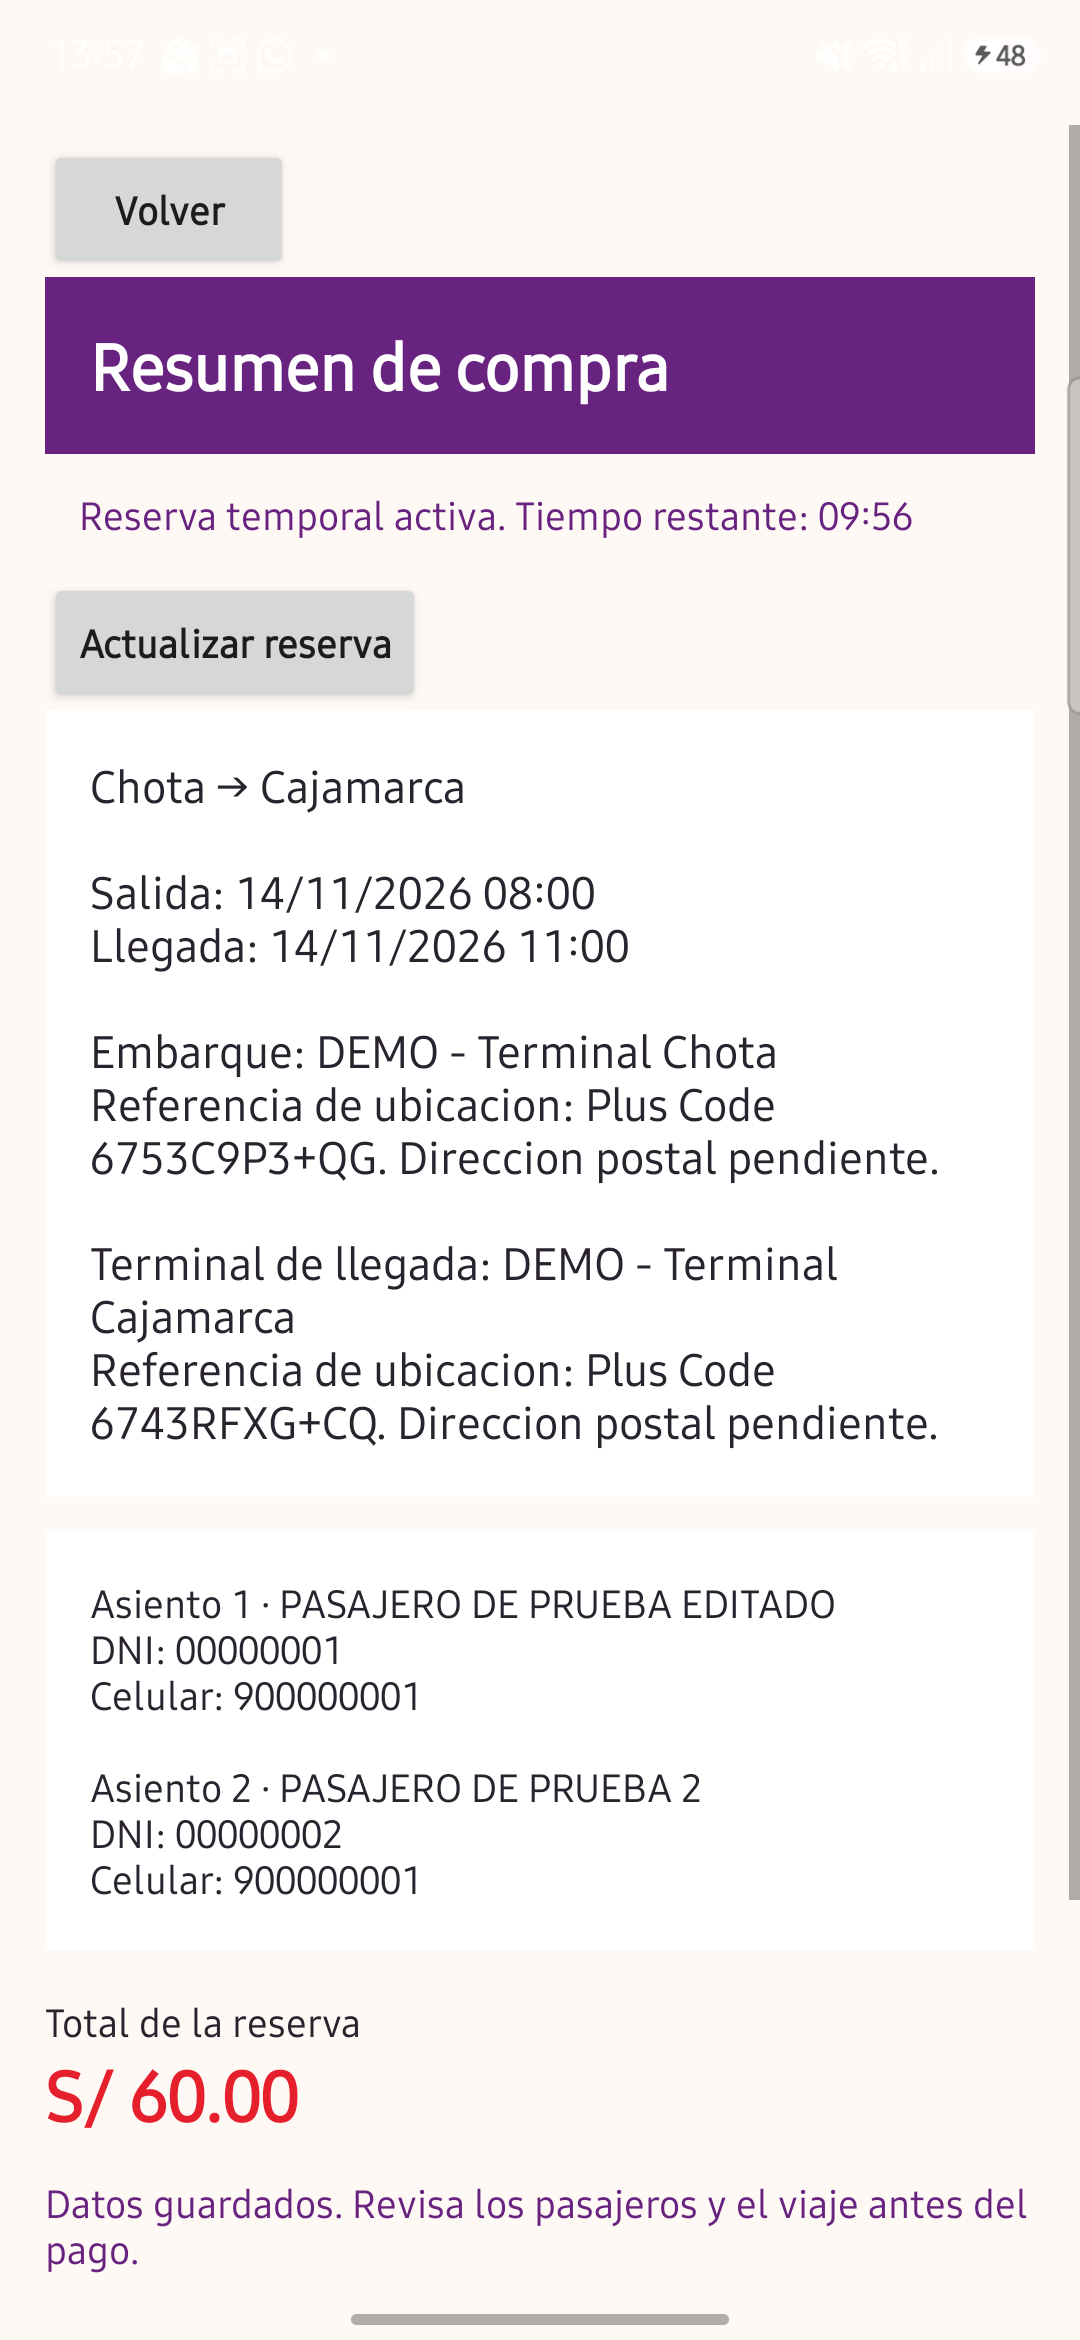 13:57
48
Volver
Resumen de compra
Reserva temporal activa. Tiempo restante: 09:56
Actualizar reserva
Chota → Cajamarca
Salida: 14/11/2026 08:00
Llegada: 14/11/2026 11:00
Embarque: DEMO - Terminal Chota
Referencia de ubicacion: Plus Code
6753C9P3+QG. Direccion postal pendiente.
Terminal de llegada: DEMO - Terminal
Cajamarca
Referencia de ubicacion: Plus Code
6743RFXG+CQ. Direccion postal pendiente.
Asiento 1 · PASAJERO DE PRUEBA EDITADO
DNI: 00000001
Celular: 900000001
Asiento 2 · PASAJERO DE PRUEBA 2
DNI: 00000002
Celular: 900000001
Total de la reserva
S/ 60.00
Datos guardados. Revisa los pasajeros y el viaje antes del
pago.